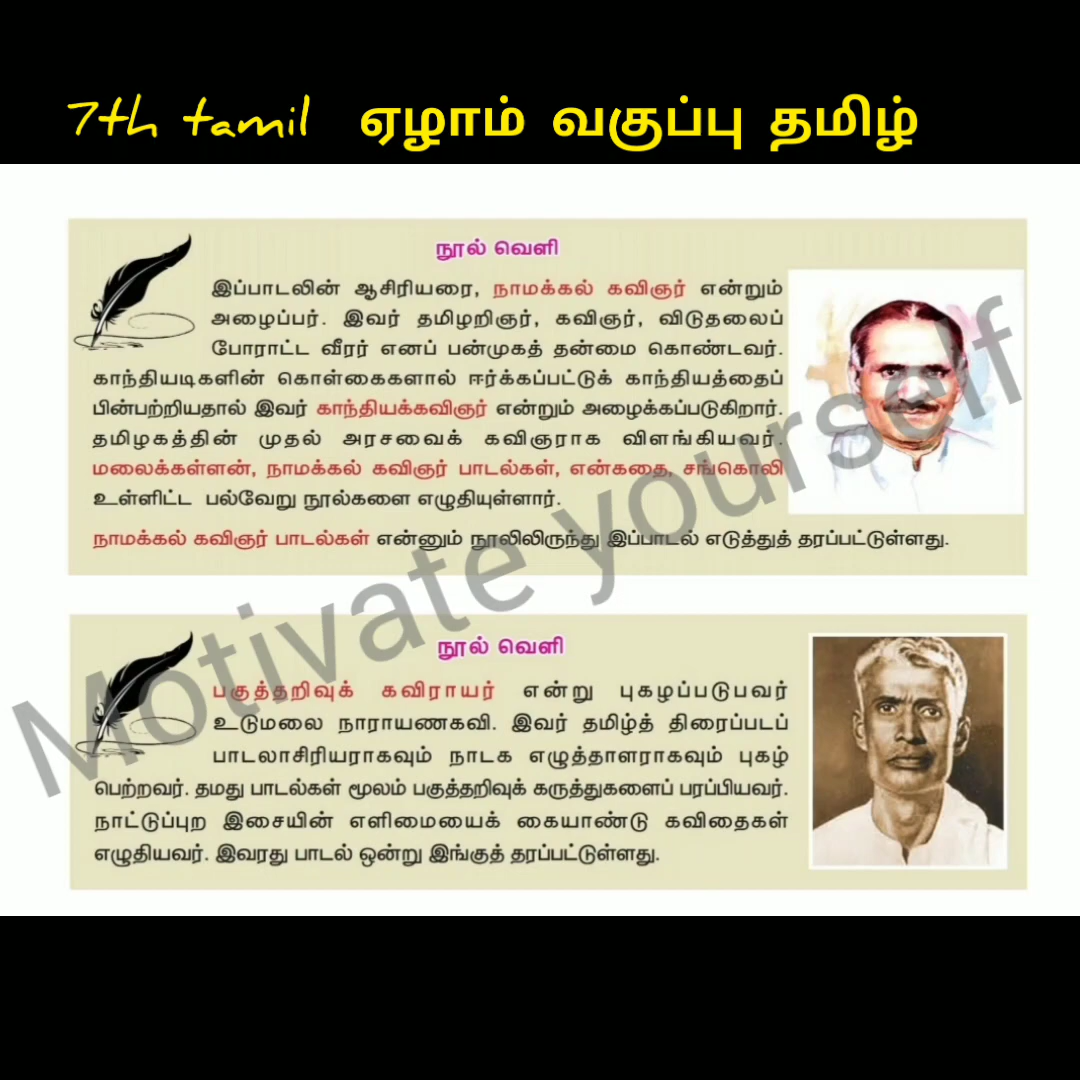 7th tamil ஏழாம் வகுப்பு தமிழ்
நூல் வெளி
இப்பாடலின் ஆசிரியரை, நாமக்கல் கவிஞர் என்றும்
அழைப்பர். இவர் தமிழறிஞர், கவிஞர், விடுதலைப்
போராட்ட வீரர் எனப் பன்முகத் தன்மை கொண்டவர்.
காந்தியடிகளின் கொள்கைகளால் ஈர்க்கப்பட்டுக் காந்தியத்தைப்
பின்பற்றியதால் இவர் காந்தியக்கவிஞர் என்றும் அழைக்கப்படுகிறார்.
தமிழகத்தின் முதல் அரசவைக் கவிஞராக விளங்கியவர்.
மலைக்கள்ளன், நாமக்கல் கவிஞர் பாடல்கள், என்கதை, சங்கொலி
உள்ளிட்ட பல்வேறு நூல்களை எழுதியுள்ளார்.
நாமக்கல் கவிஞர் பாடல்கள் என்னும் நூலிலிருந்து இப்பாடல் எடுத்துத் தரப்பட்டுள்ளது.
நூல் வெளி
பகுத்தறிவுக் கவிராயர் என்று புகழப்படுபவர்
உடுமலை நாராயணகவி. இவர் தமிழ்த் திரைப்படப்
பாடலாசிரியராகவும் நாடக எழுத்தாளராகவும் புகழ்
பெற்றவர். தமது பாடல்கள் மூலம் பகுத்தறிவுக் கருத்துகளைப் பரப்பியவர்.
நாட்டுப்புற இசையின் எளிமையைக் கையாண்டு கவிதைகள்
எழுதியவர். இவரது பாடல் ஒன்று இங்குத் தரப்பட்டுள்ளது.
Motivate yourself